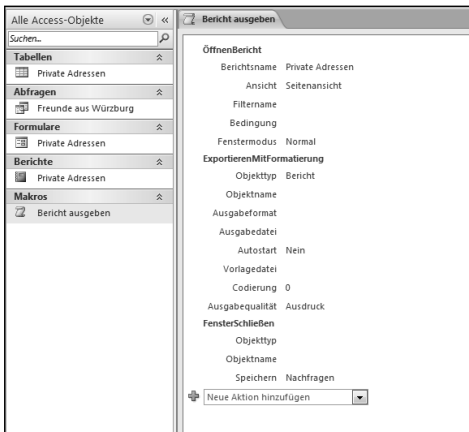 Alle Access-Objekte
Suchen...
Tabellen
Private Adressen
Abfragen
Freunde aus Würzburg
Formulare
Private Adressen
Berichte
Private Adressen
Makros
Bericht ausgeben
Bericht ausgeben
ÖffnenBericht
Berichtsname Private Adressen
Ansicht Seitenansicht
Filtername
Bedingung
Fenstermodus Normal
ExportierenMitFormatierung
Objekttyp Bericht
Objektname
Ausgabeformat
Ausgabedatei
Autostart Nein
Vorlagedatei
Codierung 0
Ausgabequalität Ausdruck
FensterSchließen
Objekttyp
Objektname
Speichern Nachfragen
Neue Aktion hinzufügen